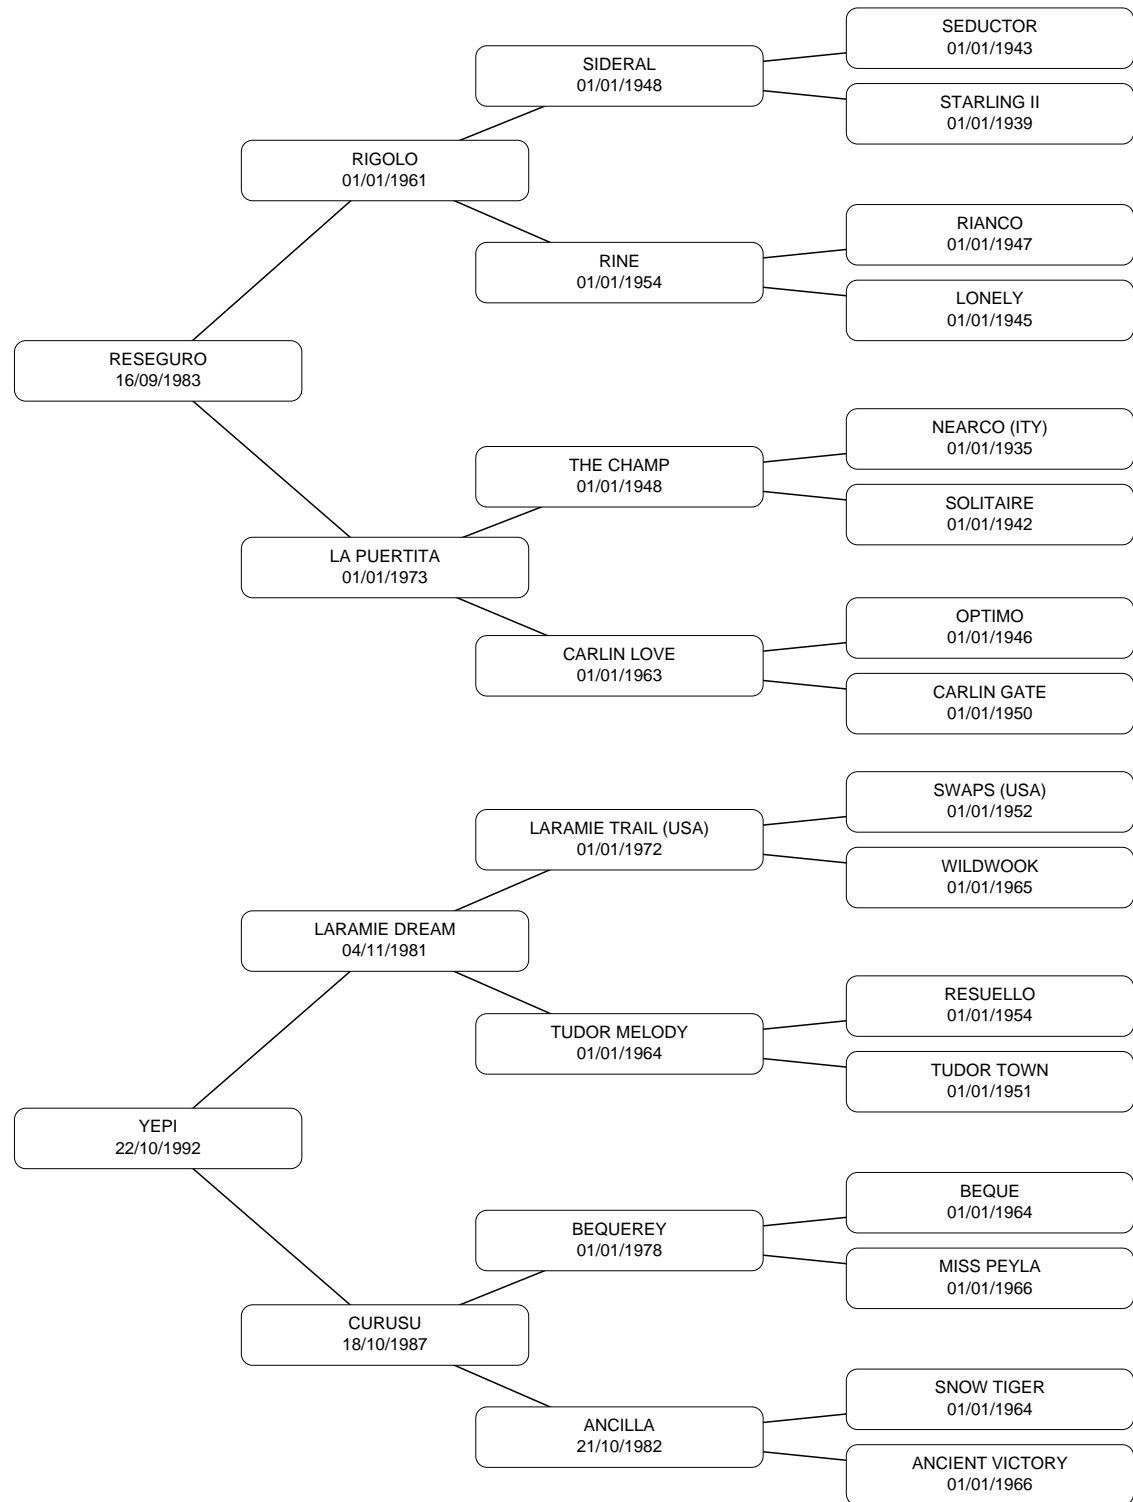 SEDUCTOR
01/01/1943
SIDERAL
01/01/1948
STARLING II
01/01/1939
RIGOLO
01/01/1961
RIANCO
01/01/1947
RINE
01/01/1954
LONELY
01/01/1945
RESEGURO
16/09/1983
NEARCO (ITY)
01/01/1935
THE CHAMP
01/01/1948
SOLITAIRE
01/01/1942
LA PUERTITA
01/01/1973
OPTIMO
01/01/1946
CARLIN LOVE
01/01/1963
CARLIN GATE
01/01/1950
SWAPS (USA)
01/01/1952
LARAMIE TRAIL (USA)
01/01/1972
WILDWOOK
01/01/1965
LARAMIE DREAM
04/11/1981
RESUELLO
01/01/1954
TUDOR MELODY
01/01/1964
TUDOR TOWN
01/01/1951
YEPI
22/10/1992
BEQUE
01/01/1964
BEQUEREY
01/01/1978
MISS PEYLA
01/01/1966
CURUSU
18/10/1987
SNOW TIGER
01/01/1964
ANCILLA
21/10/1982
ANCIENT VICTORY
01/01/1966